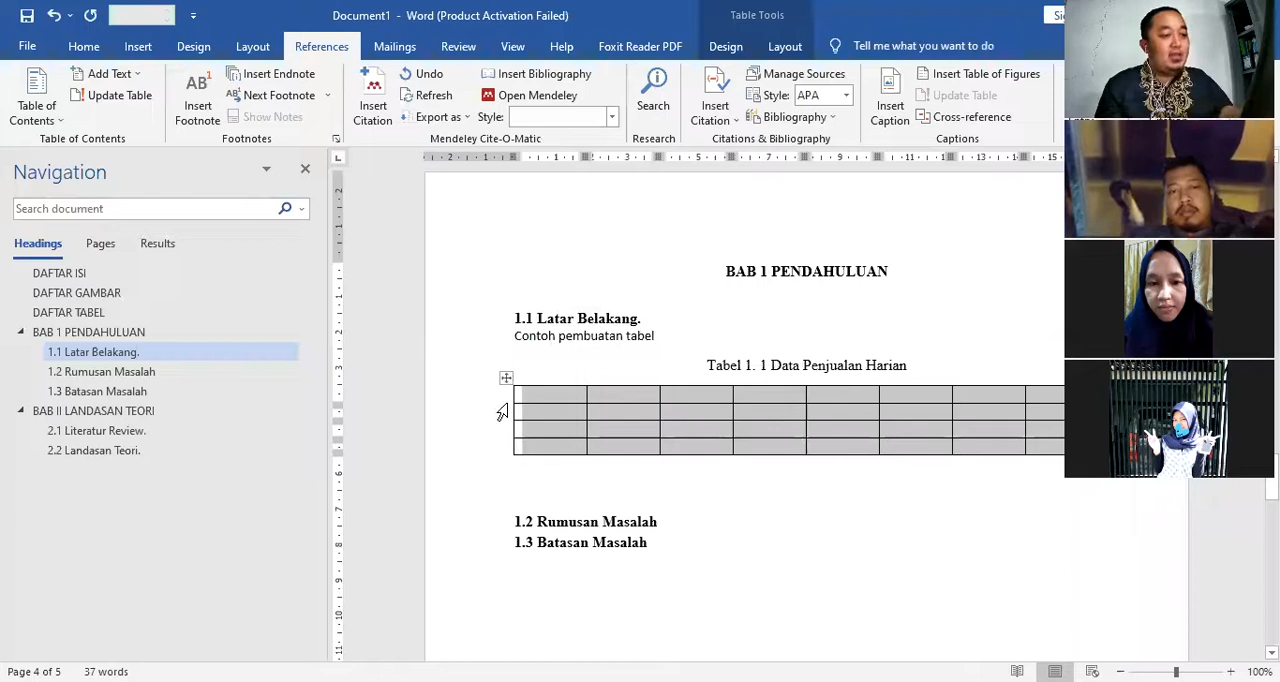 Document1 - Word (Product Activation Failed)
Table Tools
File Home Insert Design Layout References Mailings Review View Help Foxit Reader PDF Design Layout Tell me what you want to do
Table of Contents
Add Text
Update Table
Table of Contents
AB1
Insert Footnote
Insert Endnote
Next Footnote
Show Notes
Footnotes
Insert Citation
Undo
Refresh
Export as
Insert Bibliography
Open Mendeley
Style:
Mendeley Cite-O-Matic
Search
Research
Insert Citation
Manage Sources
Style: APA
Bibliography
Citations & Bibliography
Insert Caption
Insert Table of Figures
Update Table
Cross-reference
Captions
Navigation
Search document
Headings Pages Results
DAFTAR ISI
DAFTAR GAMBAR
DAFTAR TABEL
BAB 1 PENDAHULUAN
1.1 Latar Belakang.
1.2 Rumusan Masalah
1.3 Batasan Masalah
BAB II LANDASAN TEORI
2.1 Literatur Review.
2.2 Landasan Teori.
BAB 1 PENDAHULUAN
1.1 Latar Belakang.
Contoh pembuatan tabel
Tabel 1. 1 Data Penjualan Harian
1.2 Rumusan Masalah
1.3 Batasan Masalah
Page 4 of 5 37 words
100%